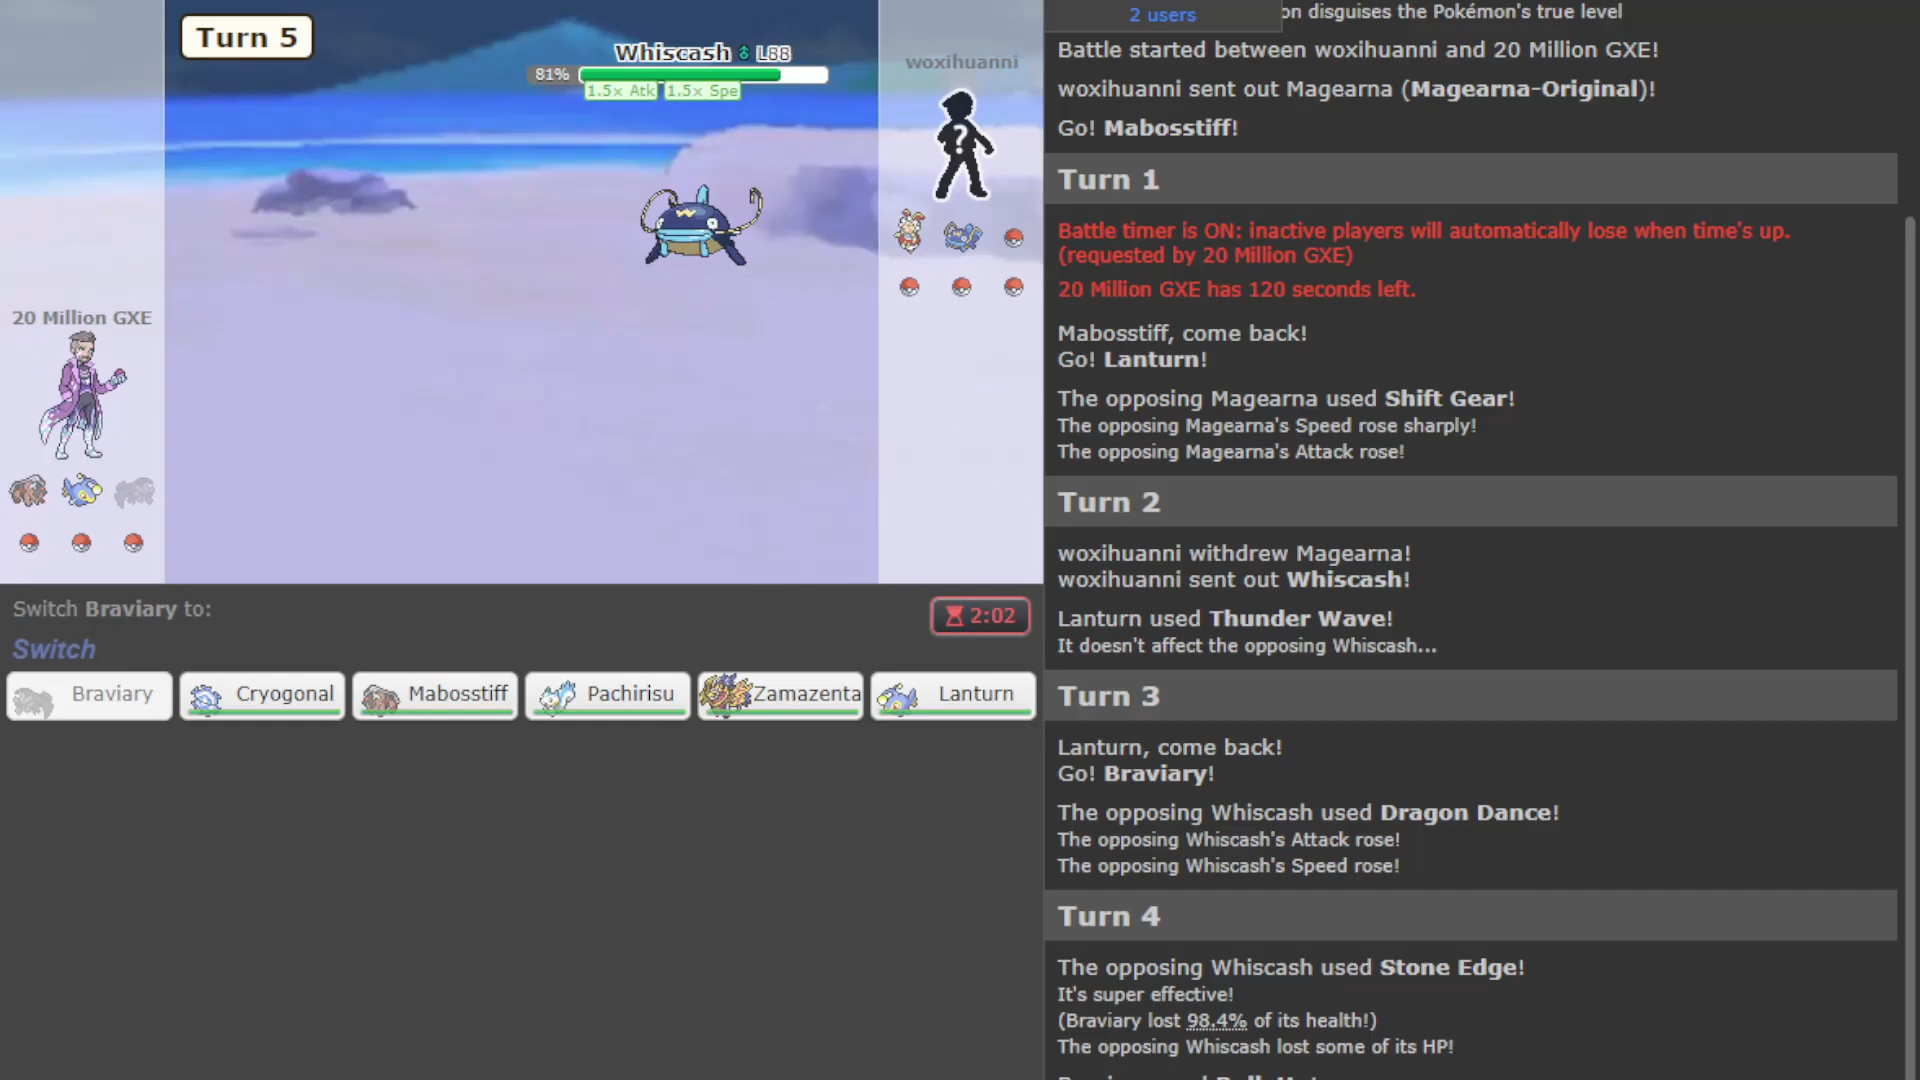 Turn 5
Whiscash L88
81%
1.5× Atk 1.5× Spe
woxihuanni
?
20 Million GXE
Switch Braviary to:
2:02
Switch
Braviary
Cryogonal
Mabosstiff
Pachirisu
Zamazenta
Lanturn
2 users
on disguises the Pokémon's true level
Battle started between woxihuanni and 20 Million GXE!
woxihuanni sent out Magearna (Magearna-Original)!
Go! Mabosstiff!
Turn 1
Battle timer is ON: inactive players will automatically lose when time's up.
(requested by 20 Million GXE)
20 Million GXE has 120 seconds left.
Mabosstiff, come back!
Go! Lanturn!
The opposing Magearna used Shift Gear!
The opposing Magearna's Speed rose sharply!
The opposing Magearna's Attack rose!
Turn 2
woxihuanni withdrew Magearna!
woxihuanni sent out Whiscash!
Lanturn used Thunder Wave!
It doesn't affect the opposing Whiscash...
Turn 3
Lanturn, come back!
Go! Braviary!
The opposing Whiscash used Dragon Dance!
The opposing Whiscash's Attack rose!
The opposing Whiscash's Speed rose!
Turn 4
The opposing Whiscash used Stone Edge!
It's super effective!
(Braviary lost 98.4% of its health!)
The opposing Whiscash lost some of its HP!